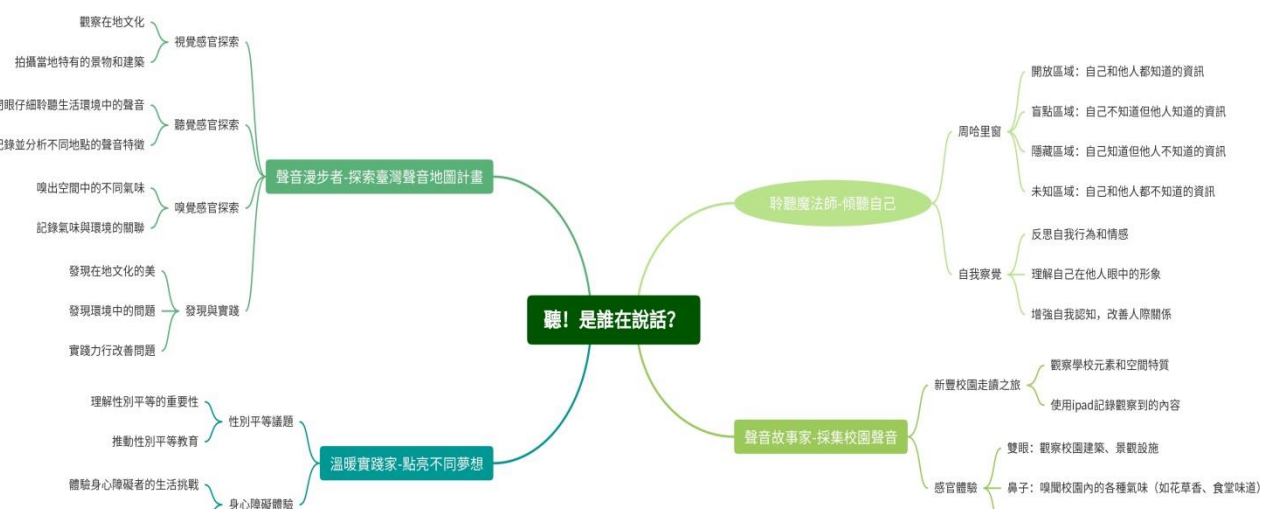 聽！是誰在說話？
聆聽魔法師-傾聽自己
周哈里窗
開放區域：自己和他人都知道的資訊
盲點區域：自己不知道但他人知道的資訊
隱藏區域：自己知道但他人不知道的資訊
未知區域：自己和他人都不知道的資訊
自我察覺
反思自我行為和情感
理解自己在他人眼中的形象
增強自我認知，改善人際關係
聲音故事家-採集校園聲音
新豐校園走讀之旅
觀察學校元素和空間特質
使用ipad記錄觀察到的內容
感官體驗
雙眼：觀察校園建築、景觀設施
鼻子：嗅聞校園內的各種氣味（如花草香、食堂味道）
聲音漫步者-探索臺灣聲音地圖計畫
視覺感官探索
觀察在地文化
拍攝當地特有的景物和建築
聽覺感官探索
眼仔細聆聽生活環境中的聲音
錄並分析不同地點的聲音特徵
嗅覺感官探索
嗅出空間中的不同氣味
記錄氣味與環境的關聯
發現與實踐
發現在地文化的美
發現環境中的問題
實踐力行改善問題
溫暖實踐家-點亮不同夢想
性別平等議題
理解性別平等的重要性
推動性別平等教育
身心障礙體驗
體驗身心障礙者的生活挑戰